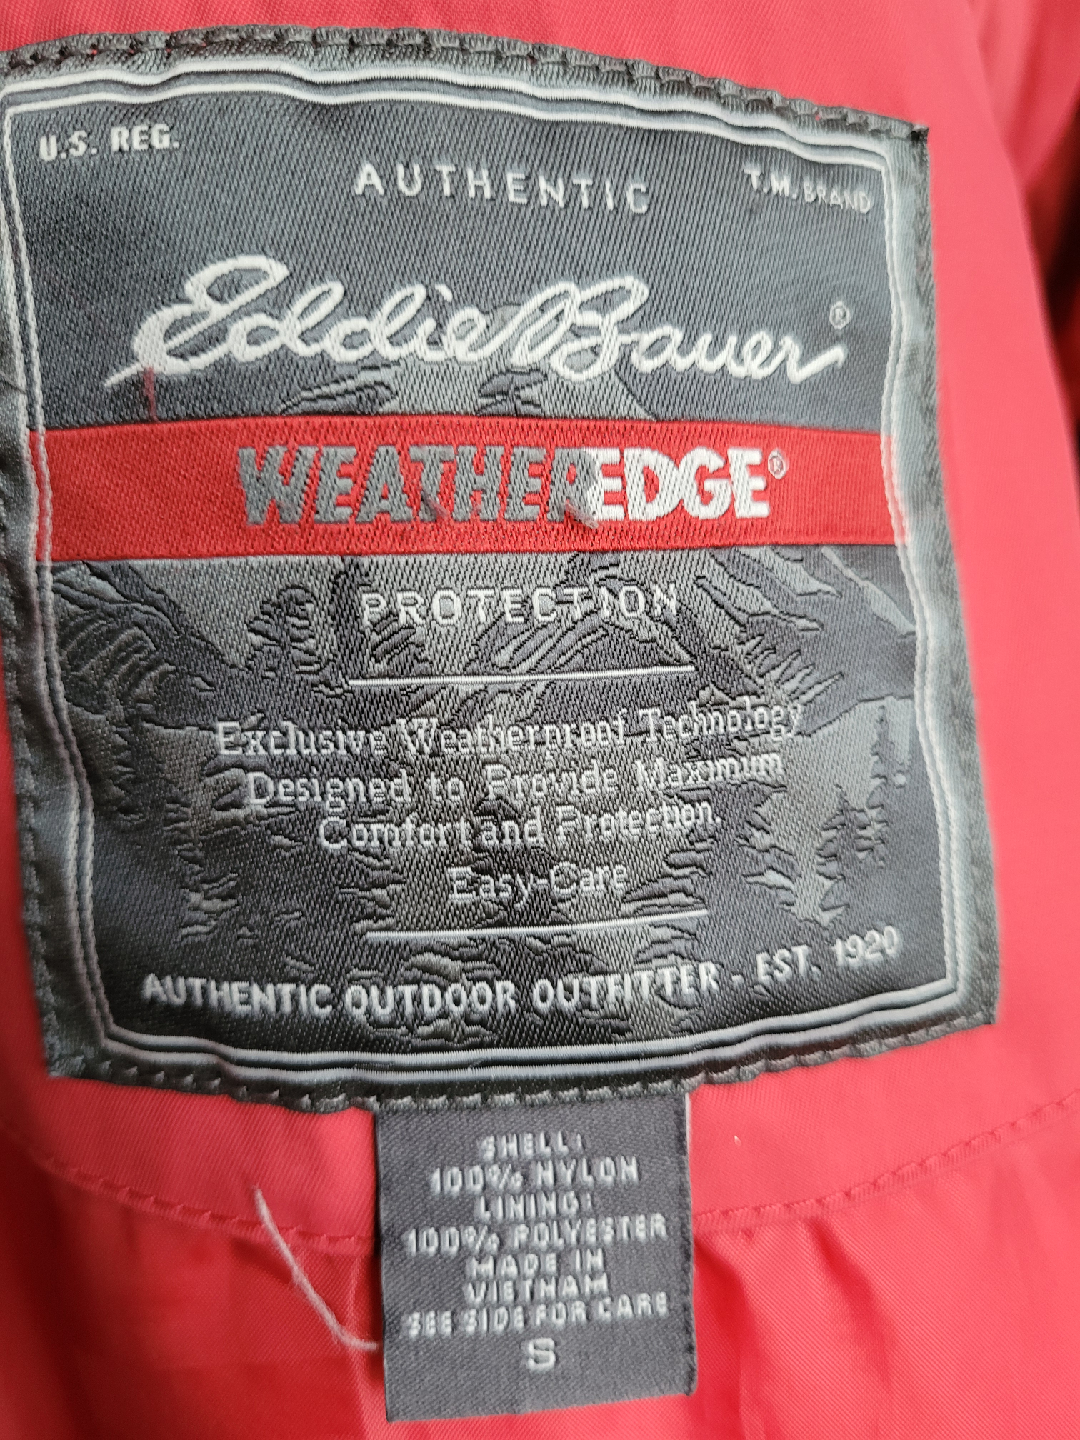 U.S. REG.
AUTHENTIC
T.M. BRAND
Eddie Bauer®
WEATHEREDGE®
PROTECTION
Exclusive Weatherproof Technology
Designed to Provide Maximum
Comfort and Protection.
Easy-Care
AUTHENTIC OUTDOOR OUTFITTER - EST. 1920
SHELL:
100% NYLON
LINING:
100% POLYESTER
MADE IN
VIETNAM
SEE SIDE FOR CARE
S